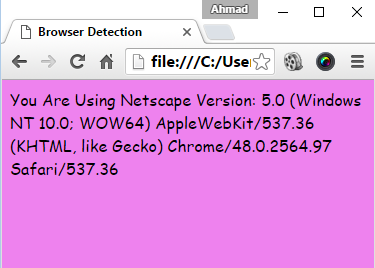 Ahmad
Browser Detection
file:///C:/User
You Are Using Netscape Version: 5.0 (Windows
NT 10.0; WOW64) AppleWebKit/537.36
(KHTML, like Gecko) Chrome/48.0.2564.97
Safari/537.36